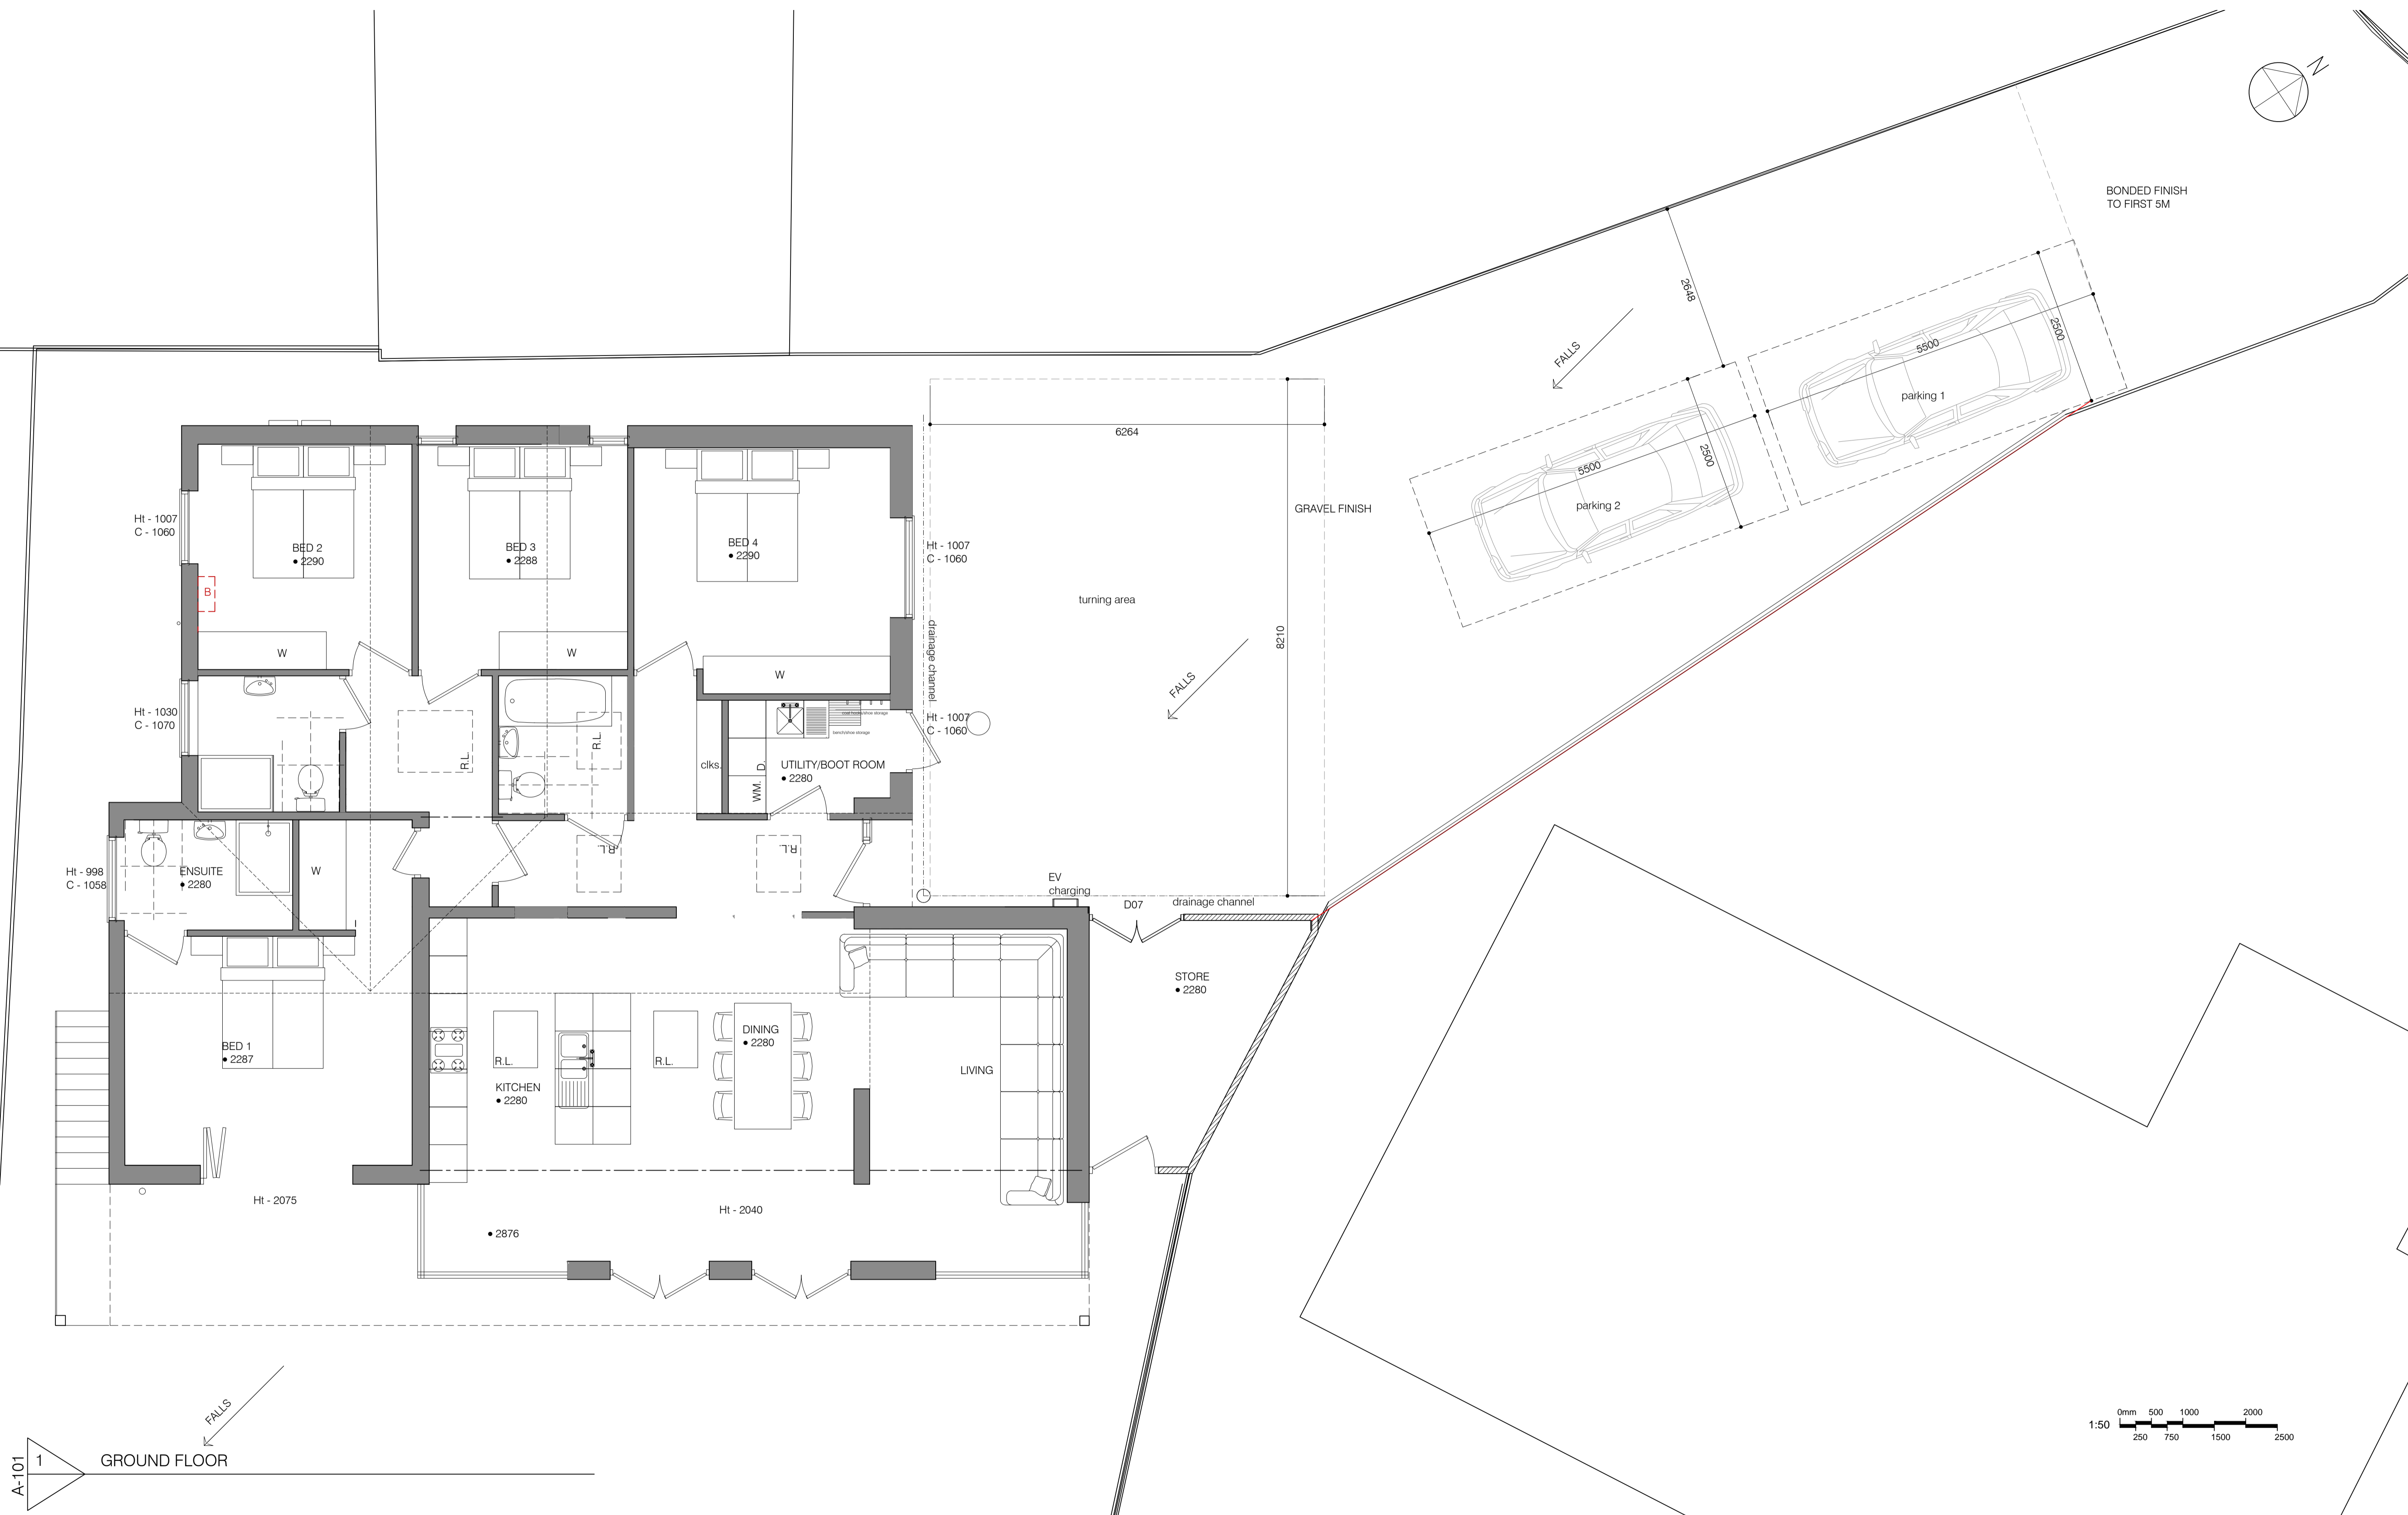 N
BONDED FINISH
TO FIRST 5M
2648
2500
5500
parking 1
FALLS
6264
2500
5500
parking 2
GRAVEL FINISH
Ht - 1007
C - 1060
BED 2
• 2290
BED 3
• 2288
BED 4
• 2290
Ht - 1007
C - 1060
B
turning area
8210
drainage channel
W
W
W
FALLS
Ht - 1030
C - 1070
R.L.
R.L.
clks.
bench/shoe storage
Ht - 1007
C - 1060
D.
WM.
UTILITY/BOOT ROOM
• 2280
R.L.
R.L.
Ht - 998
C - 1058
ENSUITE
• 2280
W
EV
charging
D07
drainage channel
STORE
• 2280
BED 1
• 2287
R.L.
R.L.
DINING
• 2280
KITCHEN
• 2280
LIVING
Ht - 2075
Ht - 2040
• 2876
FALLS
1:50
0mm 500 1000 2000
250 750 1500 2500
A-101
1
GROUND FLOOR